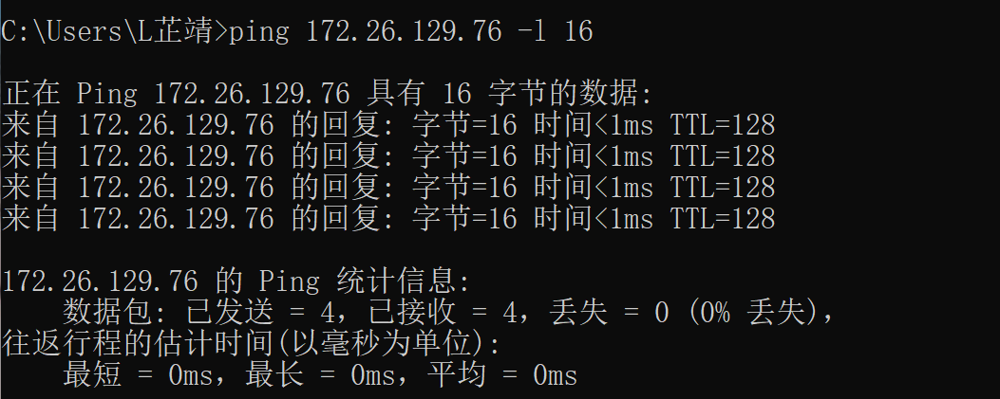 C:\Users\L芷靖>ping 172.26.129.76 -l 16
正在 Ping 172.26.129.76 具有 16 字节的数据:
来自 172.26.129.76 的回复: 字节=16 时间<1ms TTL=128
来自 172.26.129.76 的回复: 字节=16 时间<1ms TTL=128
来自 172.26.129.76 的回复: 字节=16 时间<1ms TTL=128
来自 172.26.129.76 的回复: 字节=16 时间<1ms TTL=128
172.26.129.76 的 Ping 统计信息:
数据包: 已发送 = 4，已接收 = 4，丢失 = 0 (0% 丢失)，
往返行程的估计时间(以毫秒为单位):
最短 = 0ms，最长 = 0ms，平均 = 0ms